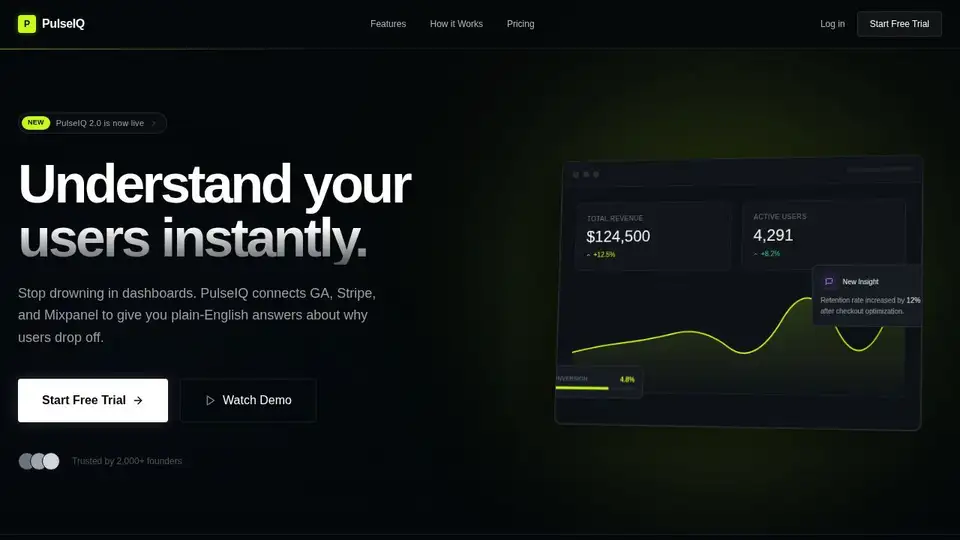 P PulseIQ
Features
How it Works
Pricing
Log in
Start Free Trial
NEW PulseIQ 2.0 is now live
Understand your
users instantly.
Stop drowning in dashboards. PulseIQ connects GA, Stripe,
and Mixpanel to give you plain-English answers about why
users drop off.
Start Free Trial
Watch Demo
Trusted by 2,000+ founders
TOTAL REVENUE
$124,500
+12.5%
ACTIVE USERS
4,291
+8.2%
New Insight
Retention rate increased by 12%
after checkout optimization.
NVERSION
4.8%